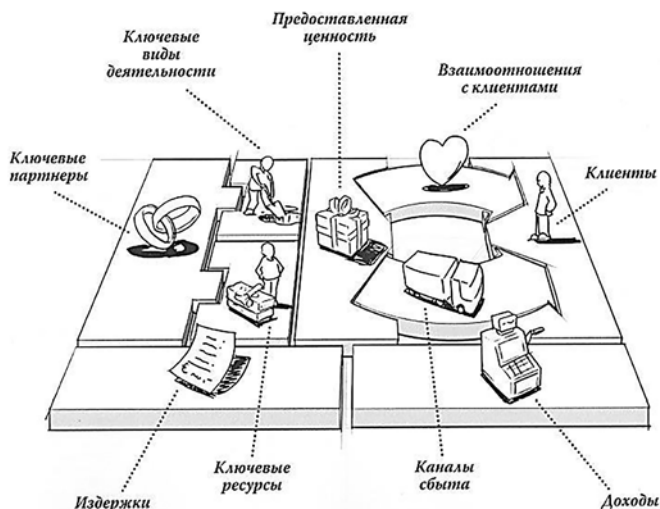 Предоставленная
ценность
Ключевые
виды
деятельности
Взаимоотношения
с клиентами
Ключевые
партнеры
Клиенты
Издержки
Ключевые
ресурсы
Каналы
сбыта
Доходы